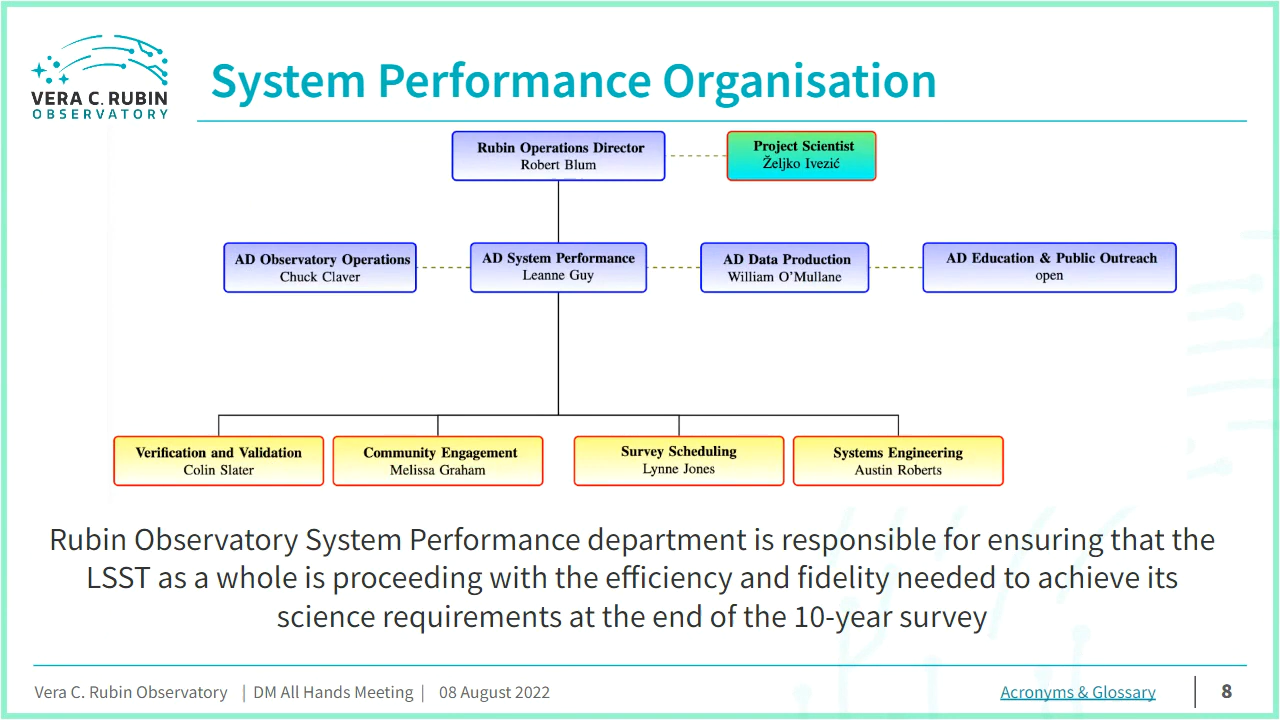 VERA C. RUBIN
OBSERVATORY
System Performance Organisation
Rubin Operations Director
Robert Blum
Project Scientist
Željko Ivezić
AD Observatory Operations
Chuck Claver
AD System Performance
Leanne Guy
AD Data Production
William O'Mullane
AD Education & Public Outreach
open
Verification and Validation
Colin Slater
Community Engagement
Melissa Graham
Survey Scheduling
Lynne Jones
Systems Engineering
Austin Roberts
Rubin Observatory System Performance department is responsible for ensuring that the
LSST as a whole is proceeding with the efficiency and fidelity needed to achieve its
science requirements at the end of the 10-year survey
Vera C. Rubin Observatory | DM All Hands Meeting | 08 August 2022
Acronyms & Glossary
8